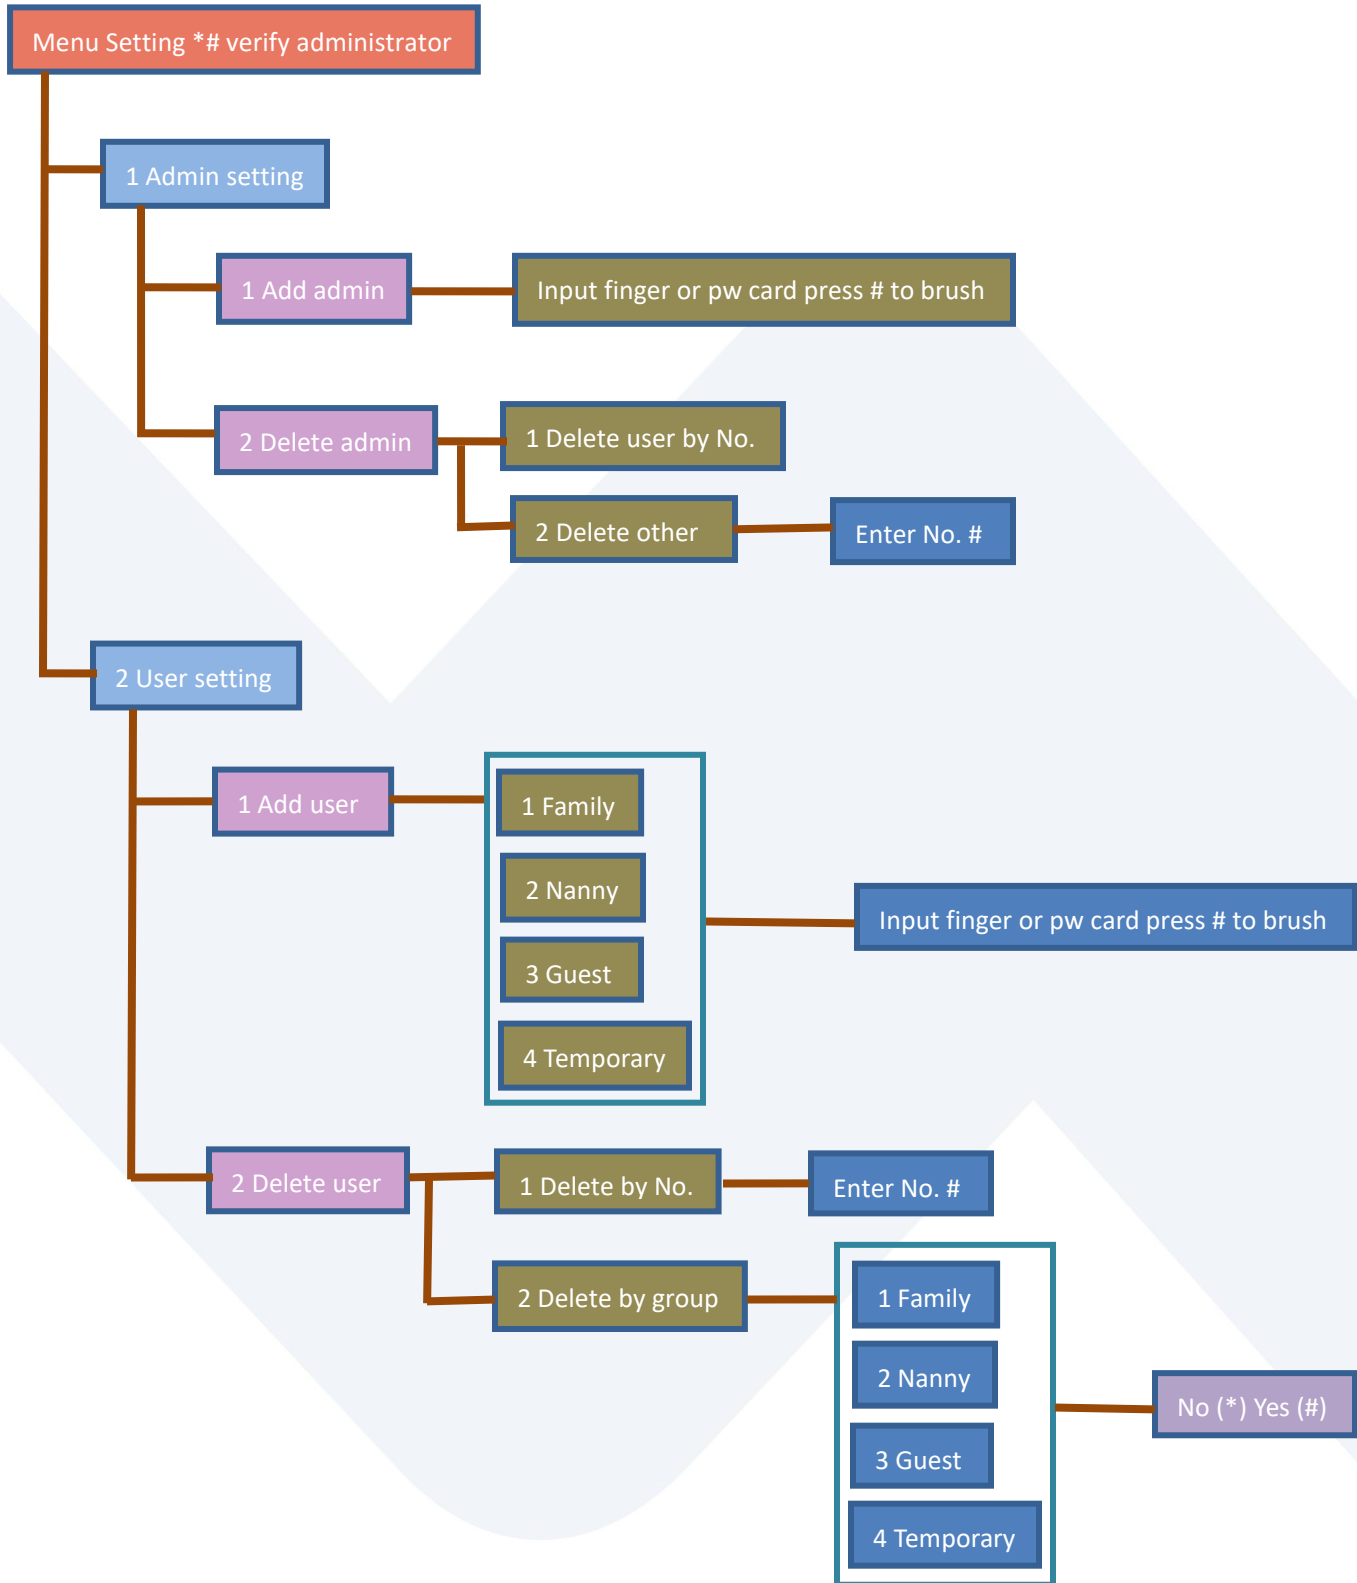 Menu Setting *# verify administrator
1 Admin setting
1 Add admin
Input finger or pw card press # to brush
2 Delete admin
1 Delete user by No.
2 Delete other
Enter No. #
2 User setting
1 Add user
1 Family
2 Nanny
3 Guest
4 Temporary
Input finger or pw card press # to brush
2 Delete user
1 Delete by No.
Enter No. #
2 Delete by group
1 Family
2 Nanny
3 Guest
4 Temporary
No (*) Yes (#)